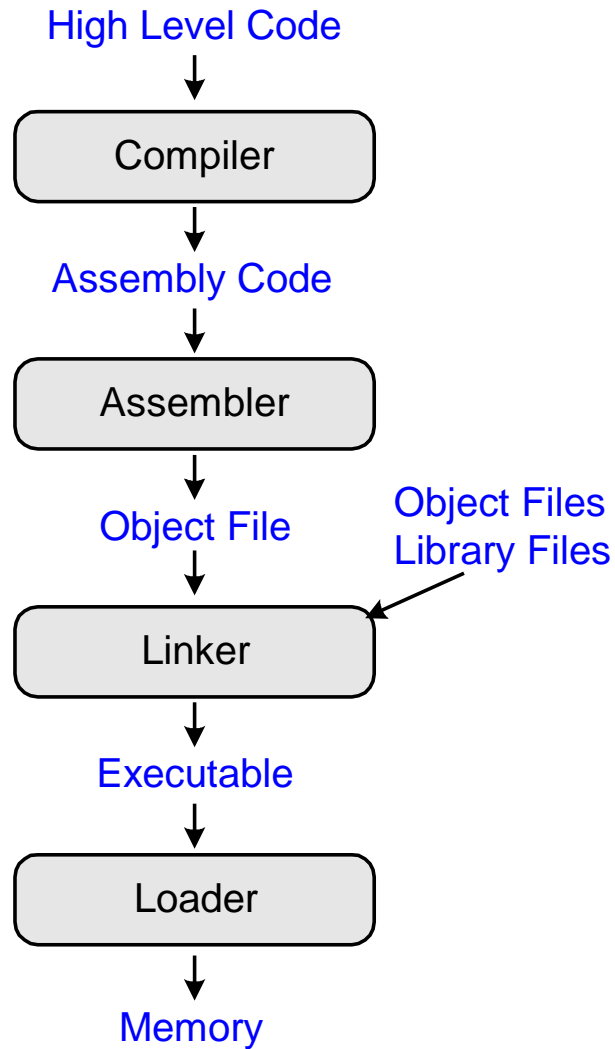 High Level Code
Compiler
Assembly Code
Assembler
Object File
Object Files
Library Files
Linker
Executable
Loader
Memory